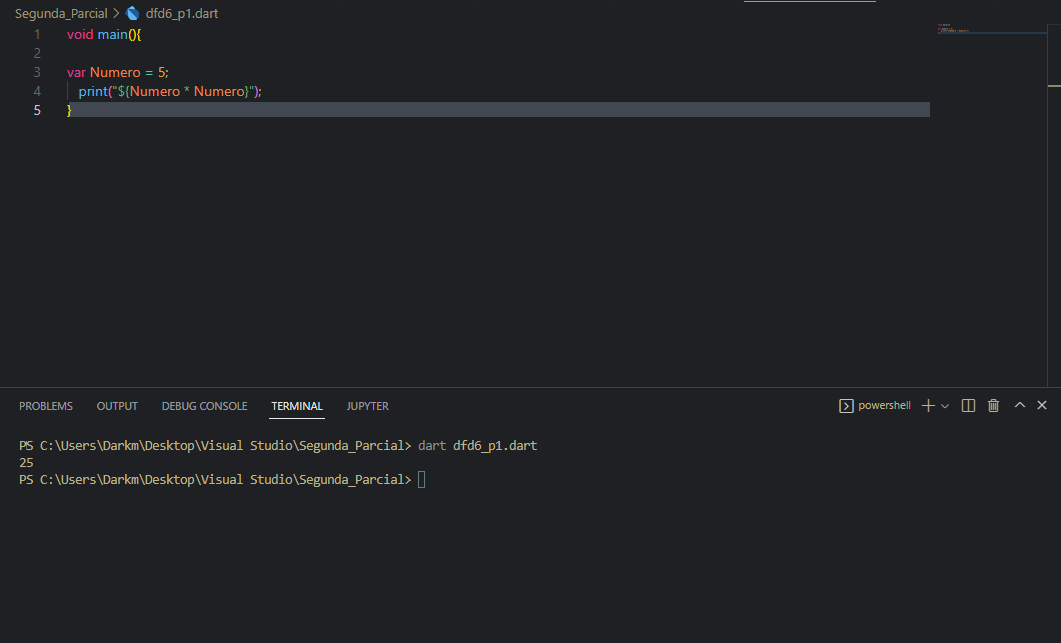 Segunda_Parcial > dfd6_p1.dart
1 void main(){
2
3 var Numero = 5;
4 print("${Numero * Numero}");
5 }
PROBLEMS OUTPUT DEBUG CONSOLE TERMINAL JUPYTER powershell
PS C:\Users\Darkm\Desktop\Visual Studio\Segunda_Parcial> dart dfd6_p1.dart
25
PS C:\Users\Darkm\Desktop\Visual Studio\Segunda_Parcial>